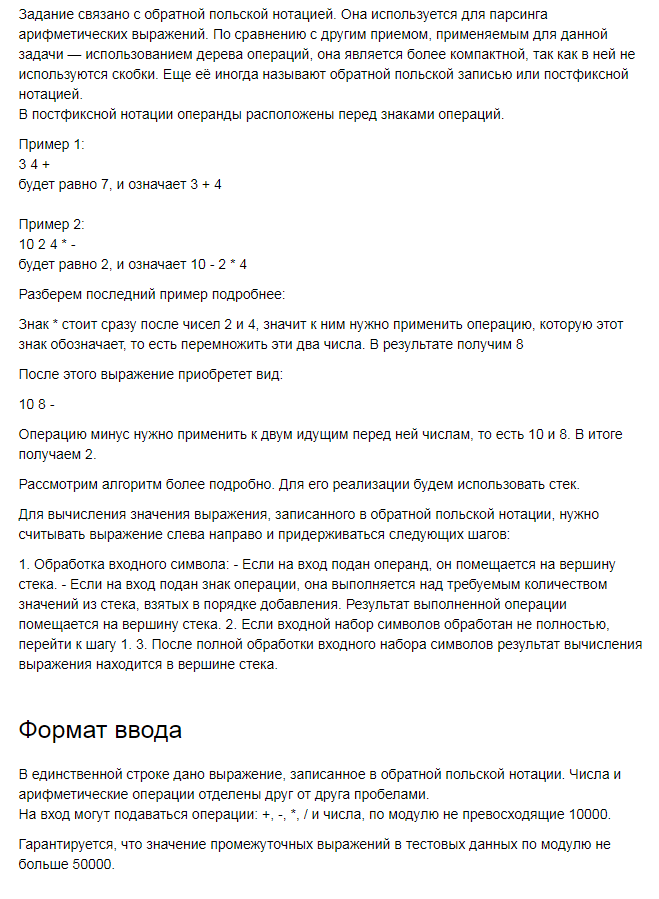 Задание связано с обратной польской нотацией. Она используется для парсинга
арифметических выражений. По сравнению с другим приемом, применяемым для данной
задачи — использованием дерева операций, она является более компактной, так как в ней не
используются скобки. Еще её иногда называют обратной польской записью или постфиксной
нотацией.
В постфиксной нотации операнды расположены перед знаками операций.
Пример 1:
3 4 +
будет равно 7, и означает 3 + 4
Пример 2:
10 2 4 * -
будет равно 2, и означает 10 - 2 * 4
Разберем последний пример подробнее:
Знак * стоит сразу после чисел 2 и 4, значит к ним нужно применить операцию, которую этот
знак обозначает, то есть перемножить эти два числа. В результате получим 8
После этого выражение приобретет вид:
10 8 -
Операцию минус нужно применить к двум идущим перед ней числам, то есть 10 и 8. В итоге
получаем 2.
Рассмотрим алгоритм более подробно. Для его реализации будем использовать стек.
Для вычисления значения выражения, записанного в обратной польской нотации, нужно
считывать выражение слева направо и придерживаться следующих шагов:
1. Обработка входного символа: - Если на вход подан операнд, он помещается на вершину
стека. - Если на вход подан знак операции, она выполняется над требуемым количеством
значений из стека, взятых в порядке добавления. Результат выполненной операции
помещается на вершину стека. 2. Если входной набор символов обработан не полностью,
перейти к шагу 1. 3. После полной обработки входного набора символов результат вычисления
выражения находится в вершине стека.
Формат ввода
В единственной строке дано выражение, записанное в обратной польской нотации. Числа и
арифметические операции отделены друг от друга пробелами.
На вход могут подаваться операции: +, -, *, / и числа, по модулю не превосходящие 10000.
Гарантируется, что значение промежуточных выражений в тестовых данных по модулю не
больше 50000.